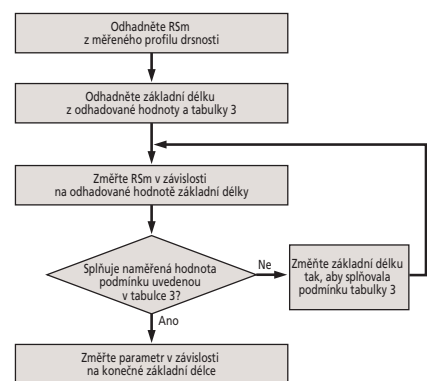 Odhadněte RSm
z měřeného profilu drsnosti
Odhadněte základní délku
z odhadované hodnoty a tabulky 3
Změřte RSm v závislosti
na odhadované hodnotě základní délky
Splňuje naměřená hodnota
podmínku uvedenou
v tabulce 3?
Ne
Změňte základní délku
tak, aby splňovala
podmínku tabulky 3
Ano
Změřte parametr v závislosti
na konečné základní délce